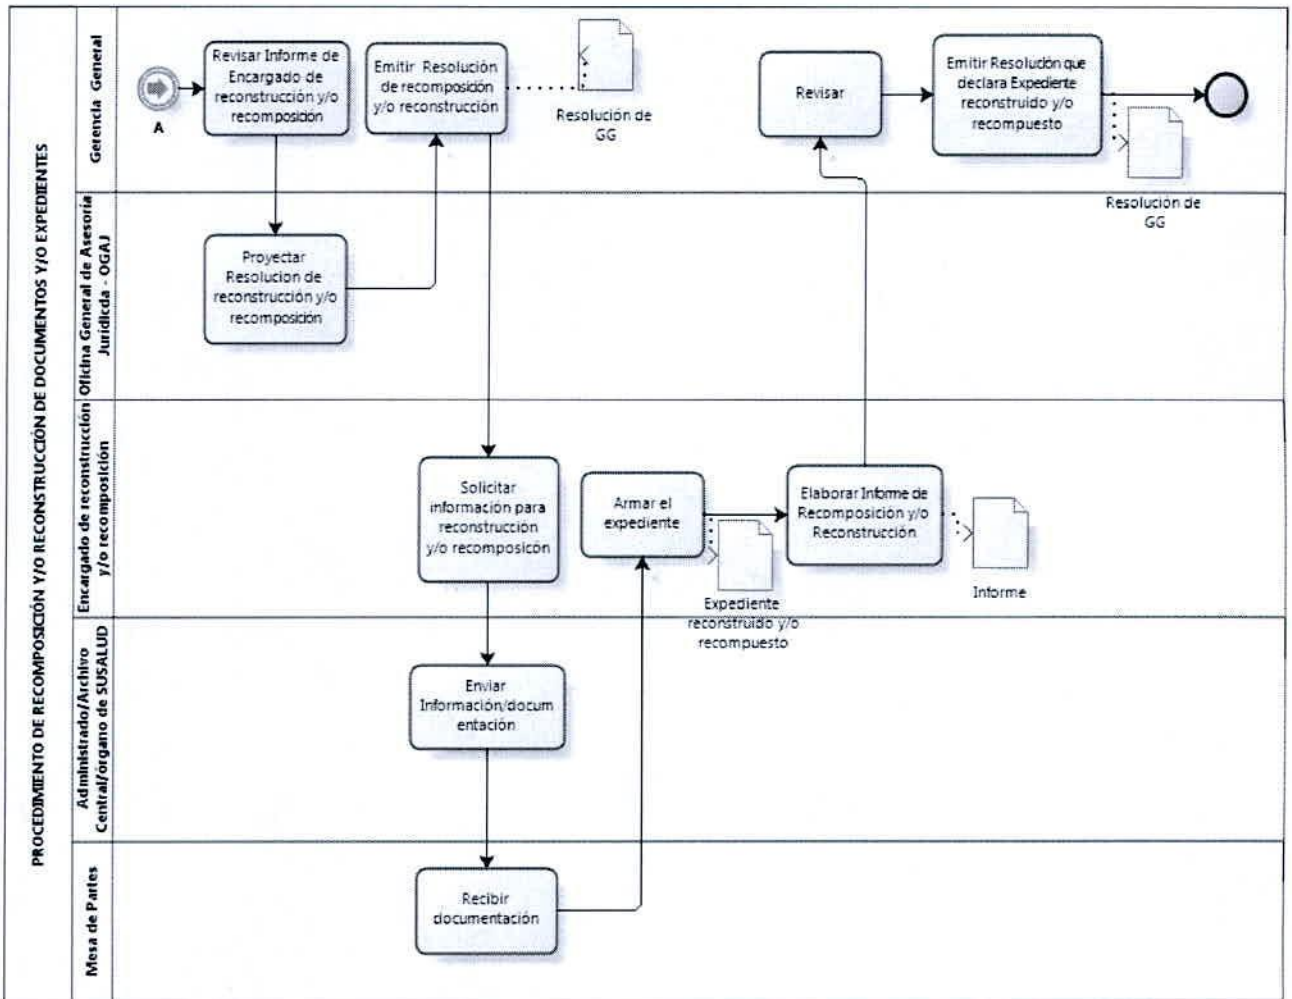 PROCEDIMIENTO DE RECOMPOSICIÓN Y/O RECONSTRUCCIÓN DE DOCUMENTOS Y/O EXPEDIENTES
Gerencia General
A
Revisar Informe de
Encargado de
reconstrucción y/o
recomposición
Emitir Resolución
de recomposición
y/o reconstrucción
Resolución de
GG
Revisar
Emitir Resolución que
declara Expediente
reconstruido y/o
recompuesto
Resolución de
GG
Oficina General de Asesoría
Juridicda - OGAJ
Proyectar
Resolucion de
reconstrucción y/o
recomposición
Encargado de reconstrucción
y/o recomposición
Solicitar
información para
reconstrucción
y/o recomposicón
Armar el
expediente
Expediente
reconstruido y/o
recompuesto
Elaborar Informe de
Recomposición y/o
Reconstrucción
Informe
Administrado/Archivo
Central/órgano de SUSALUD
Enviar
Información/docum
entación
Mesa de Partes
Recibir
documentación